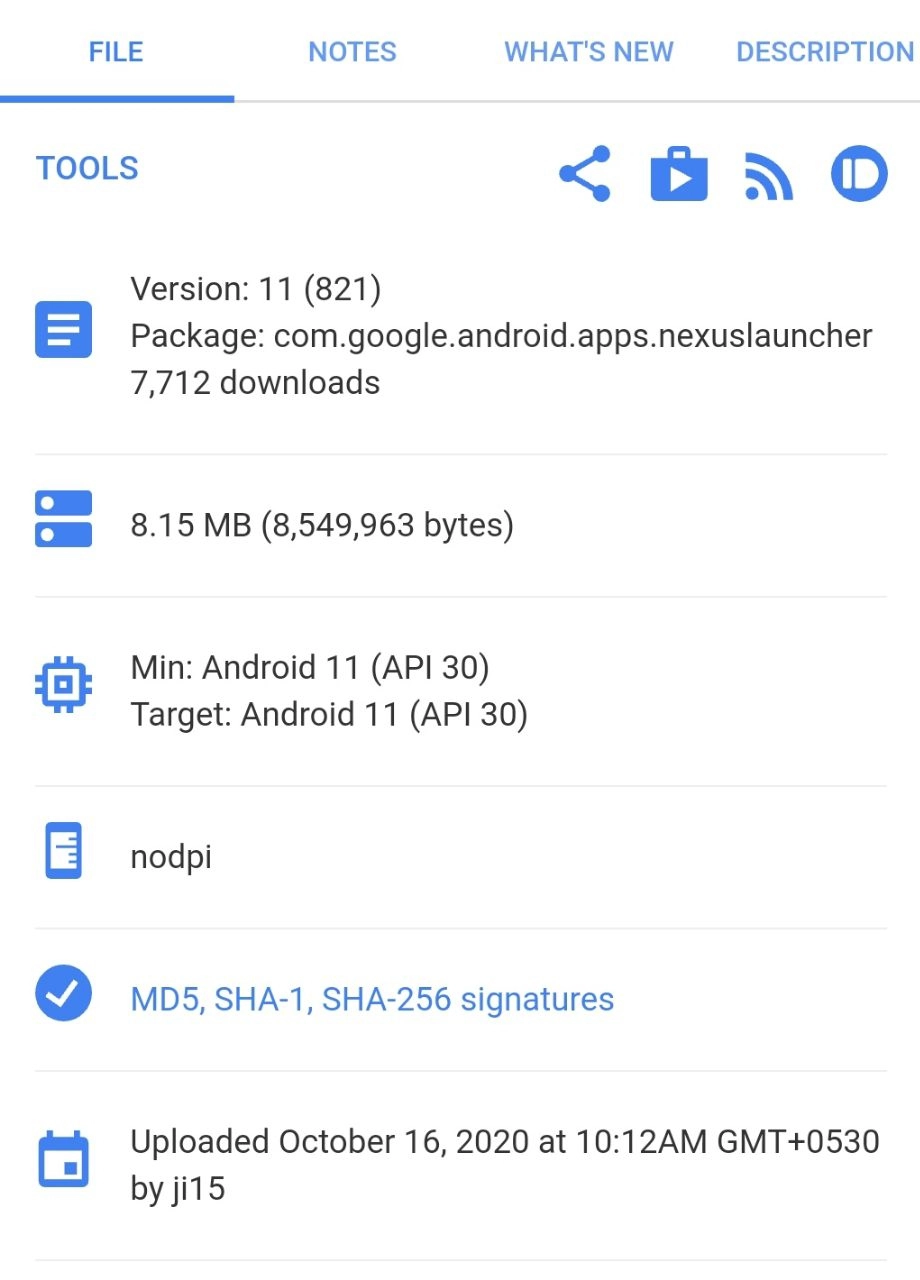 FILE
NOTES
WHAT'S NEW
DESCRIPTION
TOOLS
Version: 11 (821)
Package: com.google.android.apps.nexuslauncher
7,712 downloads
8.15 MB (8,549,963 bytes)
Min: Android 11 (API 30)
Target: Android 11 (API 30)
nodpi
MD5, SHA-1, SHA-256 signatures
Uploaded October 16, 2020 at 10:12AM GMT+0530
by ji15